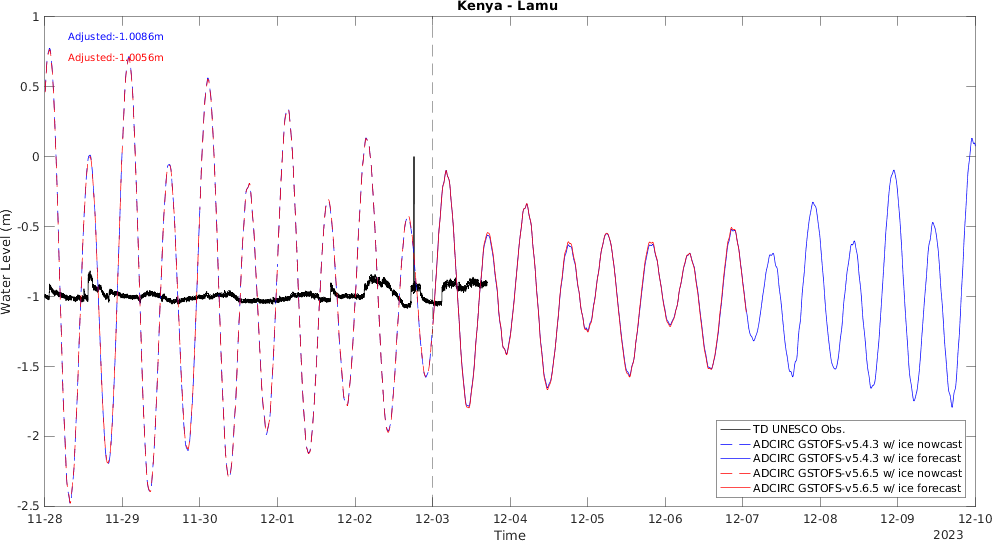 Kenya - Lamu
Adjusted:-1.0086m
Adjusted:-1.0056m
Water Level (m)
1
0.5
0
-0.5
-1
-1.5
-2
-2.5
TD UNESCO Obs.
ADCIRC GSTOFS-v5.4.3 w/ ice nowcast
ADCIRC GSTOFS-v5.4.3 w/ ice forecast
ADCIRC GSTOFS-v5.6.5 w/ ice nowcast
ADCIRC GSTOFS-v5.6.5 w/ ice forecast
11-28 11-29 11-30 12-01 12-02 12-03 12-04 12-05 12-06 12-07 12-08 12-09 12-10
Time
2023